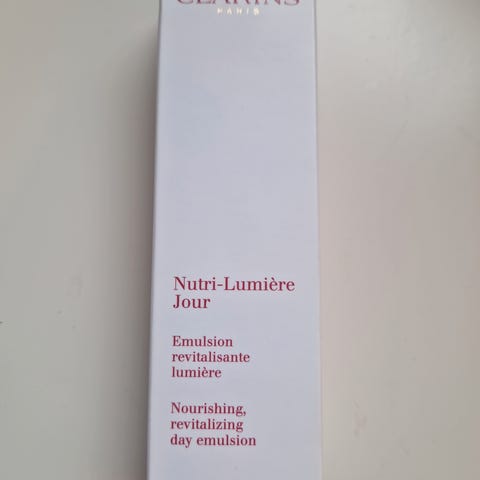 CLARINS
PARIS
Nutri-Lumière
Jour
Emulsion
revitalisante
lumière
Nourishing,
revitalizing
day emulsion